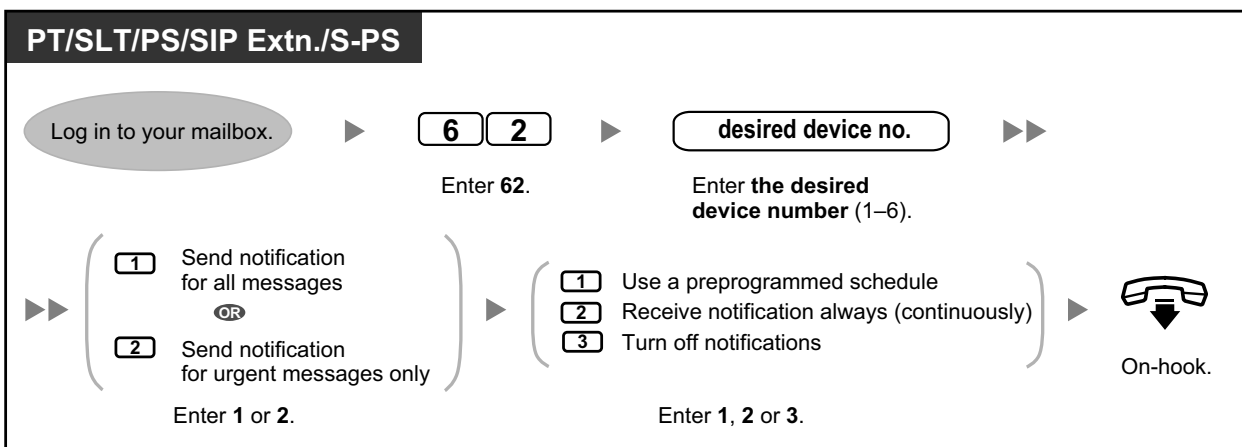 PT/SLT/PS/SIP Extn./S-PS
Log in to your mailbox.
6 2
Enter 62.
desired device no.
Enter the desired
device number (1–6).
1 Send notification
for all messages
OR
2 Send notification
for urgent messages only
Enter 1 or 2.
1 Use a preprogrammed schedule
2 Receive notification always (continuously)
3 Turn off notifications
Enter 1, 2 or 3.
On-hook.